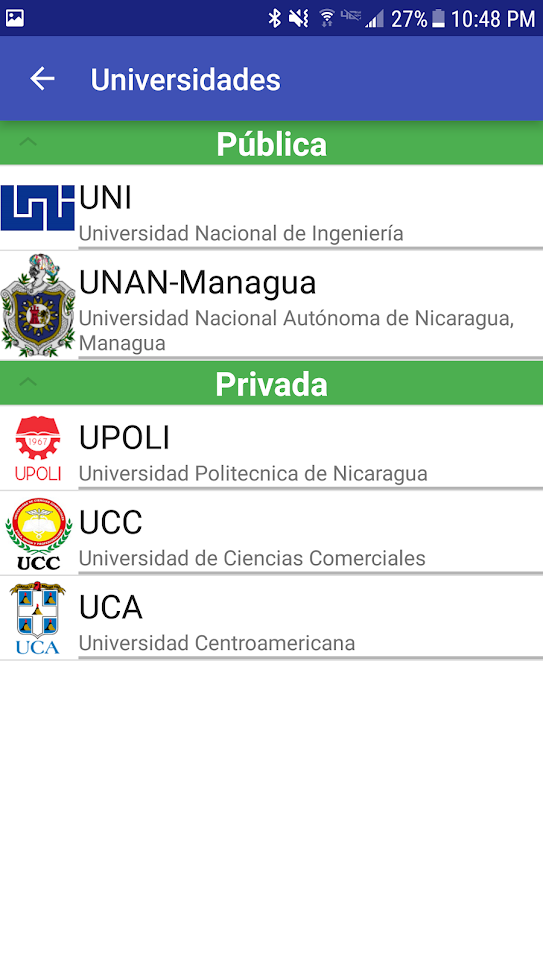 27% 10:48 PM
Universidades
Pública
UNI
Universidad Nacional de Ingeniería
UNAN-Managua
Universidad Nacional Autónoma de Nicaragua,
Managua
Privada
1967
UPOLI
UPOLI
Universidad Politecnica de Nicaragua
UCC
UCC
Universidad de Ciencias Comerciales
UCA
UCA
Universidad Centroamericana